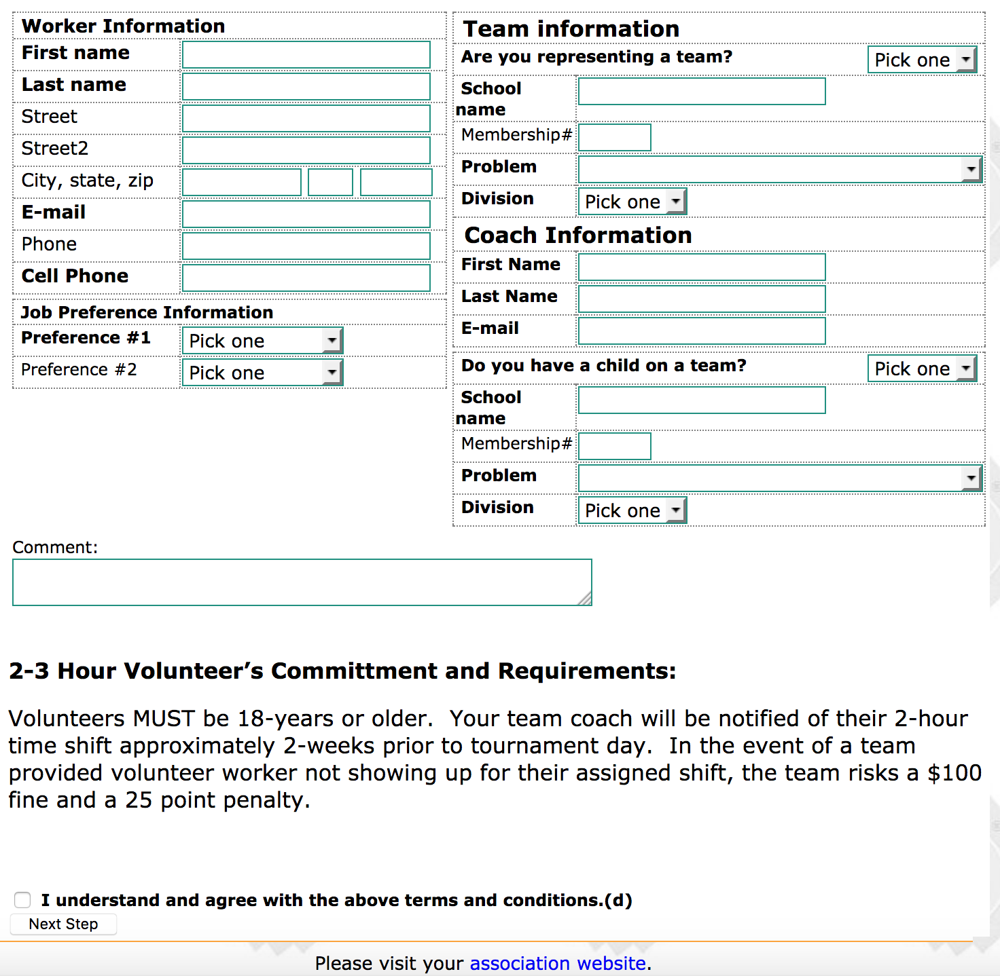 Worker Information
First name
Last name
Street
Street2
City, state, zip
E-mail
Phone
Cell Phone
Job Preference Information
Preference #1 Pick one
Preference #2 Pick one
Team information
Are you representing a team? Pick one
School
name
Membership#
Problem
Division Pick one
Coach Information
First Name
Last Name
E-mail
Do you have a child on a team? Pick one
School
name
Membership#
Problem
Division Pick one
Comment:
2-3 Hour Volunteer’s Committment and Requirements:
Volunteers MUST be 18-years or older. Your team coach will be notified of their 2-hour
time shift approximately 2-weeks prior to tournament day. In the event of a team
provided volunteer worker not showing up for their assigned shift, the team risks a $100
fine and a 25 point penalty.
I understand and agree with the above terms and conditions.(d)
Next Step
Please visit your association website.